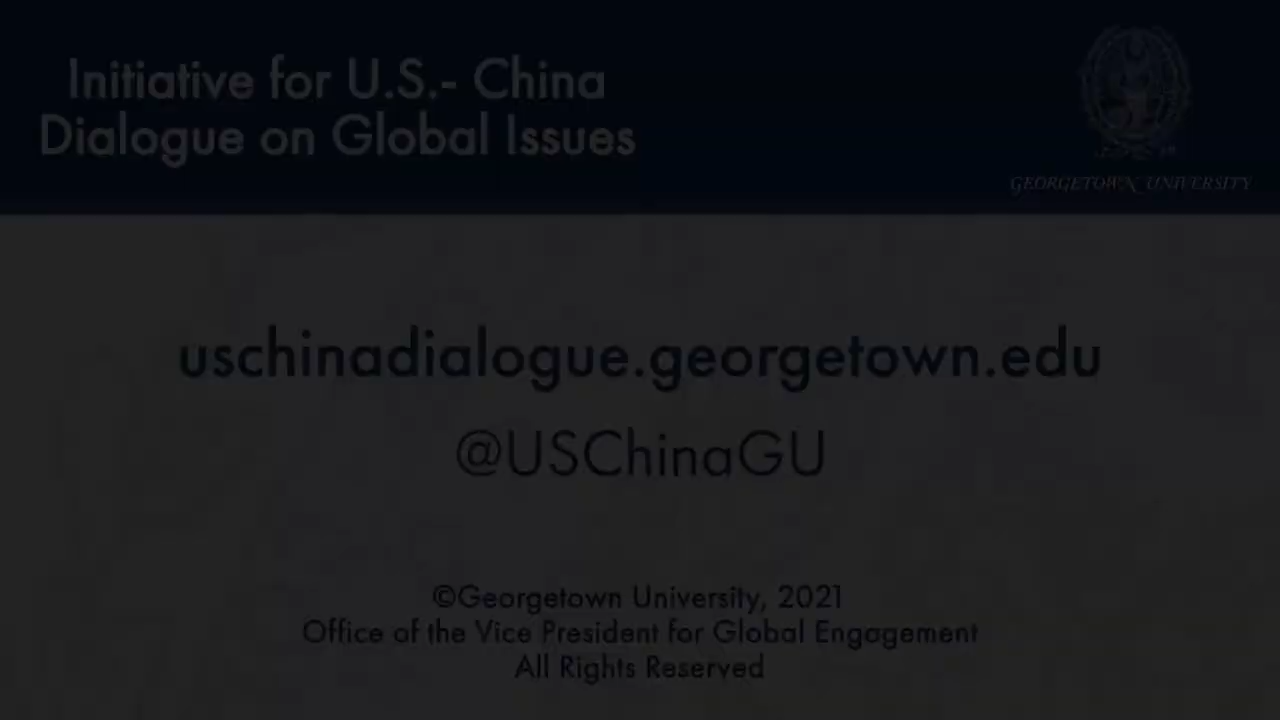 Initiative for U.S.- China
Dialogue on Global Issues
GEORGETOWN UNIVERSITY
uschinadialogue.georgetown.edu
@USChinaGU
©Georgetown University, 2021
Office of the Vice President for Global Engagement
All Rights Reserved